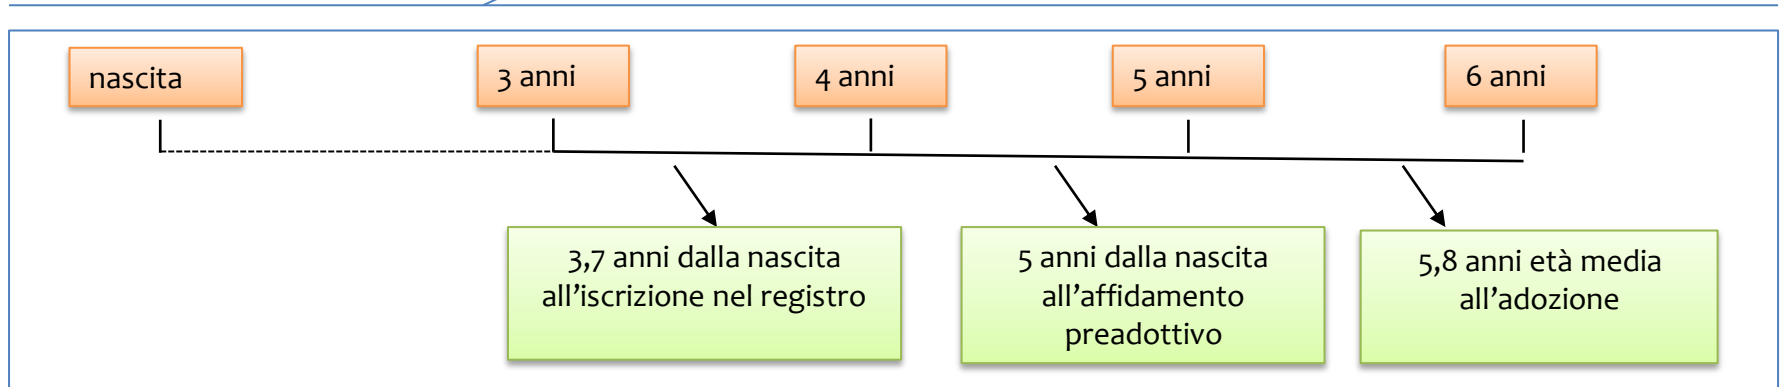 nascita
3 anni
4 anni
5 anni
6 anni
3,7 anni dalla nascita
all’iscrizione nel registro
5 anni dalla nascita
all’affidamento
preadottivo
5,8 anni età media
all’adozione